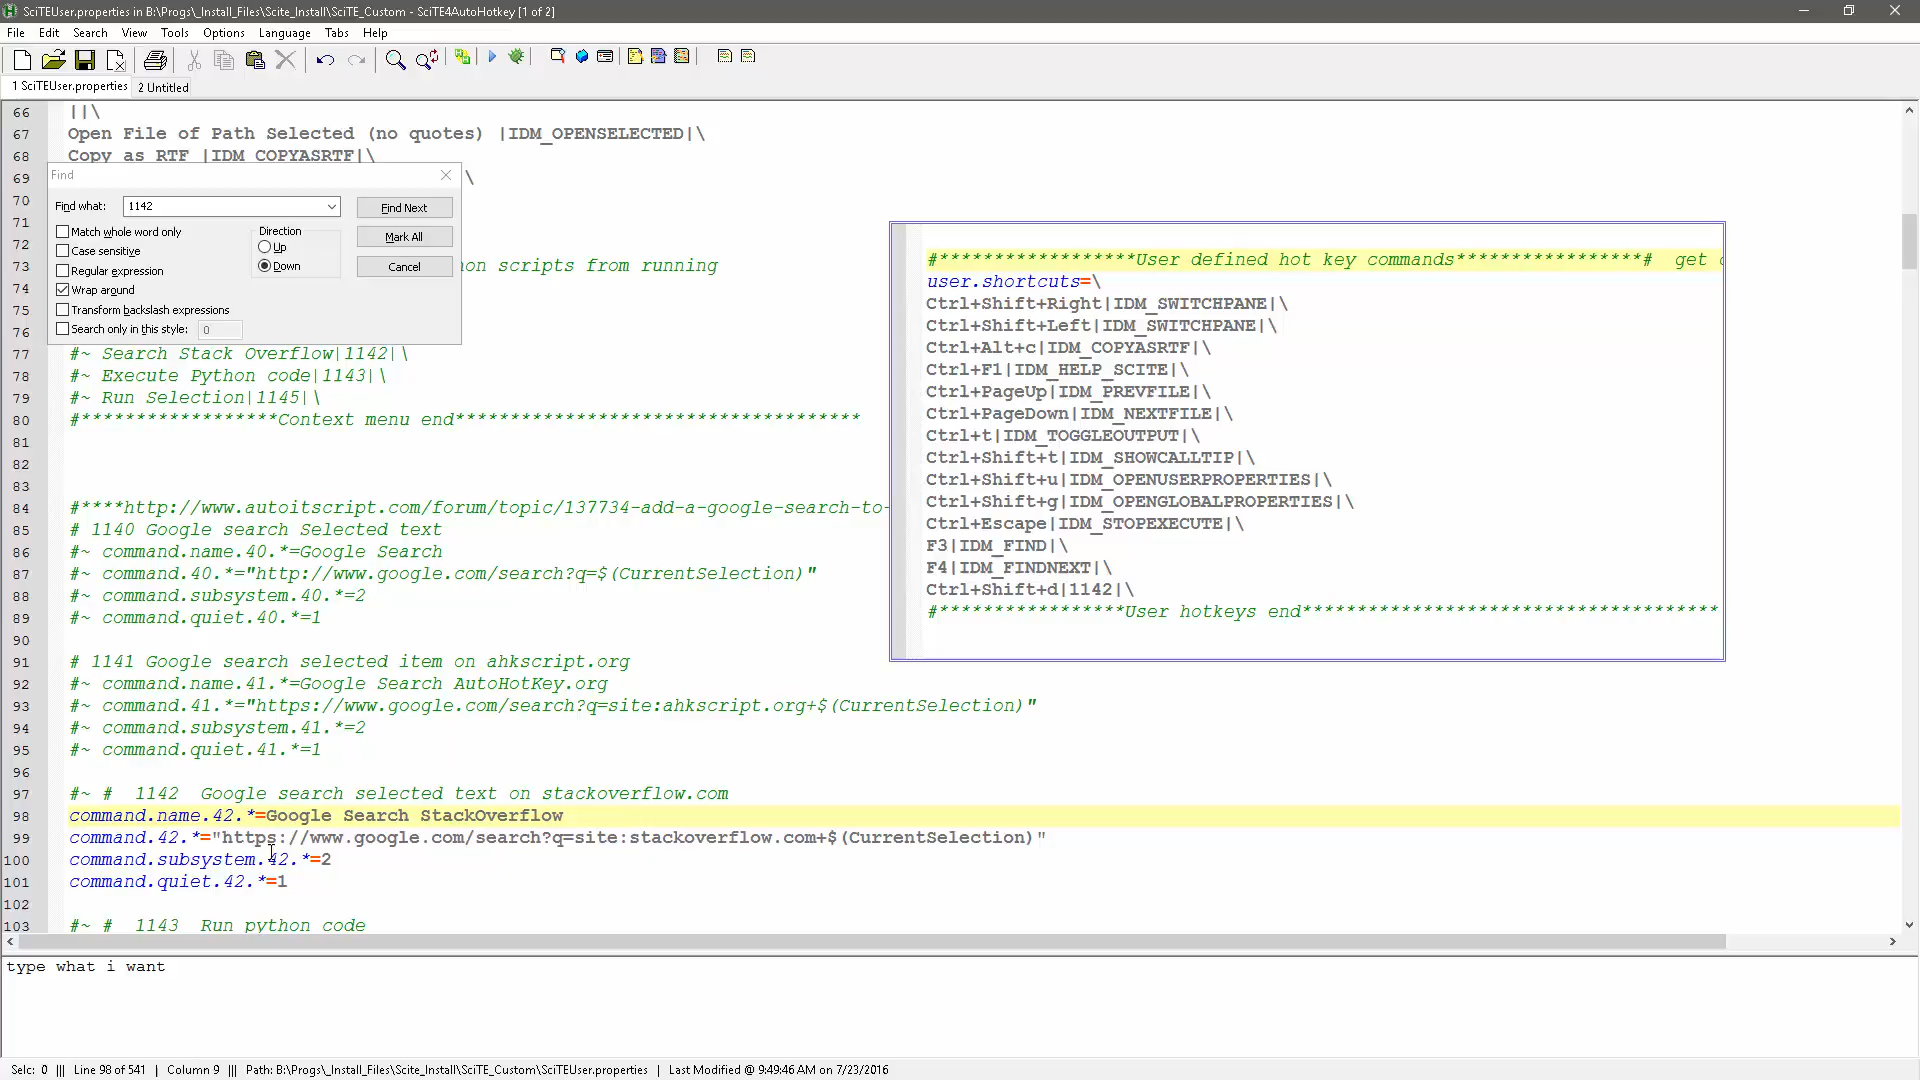 SciTEUser.properties in B:\Progs\_Install_Files\Scite_Install\SciTE_Custom - SciTE4AutoHotkey [1 of 2]
File Edit Search View Tools Options Language Tabs Help
1 SciTEUser.properties 2 Untitled
66 ||\
67 Open File of Path Selected (no quotes) |IDM_OPENSELECTED|\
68 Copy as RTF |IDM_COPYASRTF|\
69 \
70
71
72
73 on scripts from running
74
75
76
77 #~ Search Stack Overflow|1142|\
78 #~ Execute Python code|1143|\
79 #~ Run Selection|1145|\
80 #******************Context menu end*************************************
81
82
83
84 #****http://www.autoitscript.com/forum/topic/137734-add-a-google-search-to-
85 # 1140 Google search Selected text
86 #~ command.name.40.*=Google Search
87 #~ command.40.*="http://www.google.com/search?q=$(CurrentSelection)"
88 #~ command.subsystem.40.*=2
89 #~ command.quiet.40.*=1
90
91 # 1141 Google search selected item on ahkscript.org
92 #~ command.name.41.*=Google Search AutoHotKey.org
93 #~ command.41.*="https://www.google.com/search?q=site:ahkscript.org+$(CurrentSelection)"
94 #~ command.subsystem.41.*=2
95 #~ command.quiet.41.*=1
96
97 #~ #  1142  Google search selected text on stackoverflow.com
98 command.name.42.*=Google Search StackOverflow
99 command.42.*="https://www.google.com/search?q=site:stackoverflow.com+$(CurrentSelection)"
100 command.subsystem.42.*=2
101 command.quiet.42.*=1
102
103 #~ #  1143  Run python code
Find
Find what: 1142 Find Next
Match whole word only
Case sensitive
Regular expression
Wrap around
Transform backslash expressions
Search only in this style: 0
Direction
Up
Down
Mark All
Cancel
#******************User defined hot key commands*****************#  get
user.shortcuts=\
Ctrl+Shift+Right|IDM_SWITCHPANE|\
Ctrl+Shift+Left|IDM_SWITCHPANE|\
Ctrl+Alt+c|IDM_COPYASRTF|\
Ctrl+F1|IDM_HELP_SCITE|\
Ctrl+PageUp|IDM_PREVFILE|\
Ctrl+PageDown|IDM_NEXTFILE|\
Ctrl+t|IDM_TOGGLEOUTPUT|\
Ctrl+Shift+t|IDM_SHOWCALLTIP|\
Ctrl+Shift+u|IDM_OPENUSERPROPERTIES|\
Ctrl+Shift+g|IDM_OPENGLOBALPROPERTIES|\
Ctrl+Escape|IDM_STOPEXECUTE|\
F3|IDM_FIND|\
F4|IDM_FINDNEXT|\
Ctrl+Shift+d|1142|\
#*****************User hotkeys end**************************************
type what i want
Selc: 0 ||| Line 98 of 541 | Column 9 ||| Path: B:\Progs\_Install_Files\Scite_Install\SciTE_Custom\SciTEUser.properties | Last Modified @ 9:49:46 AM on 7/23/2016